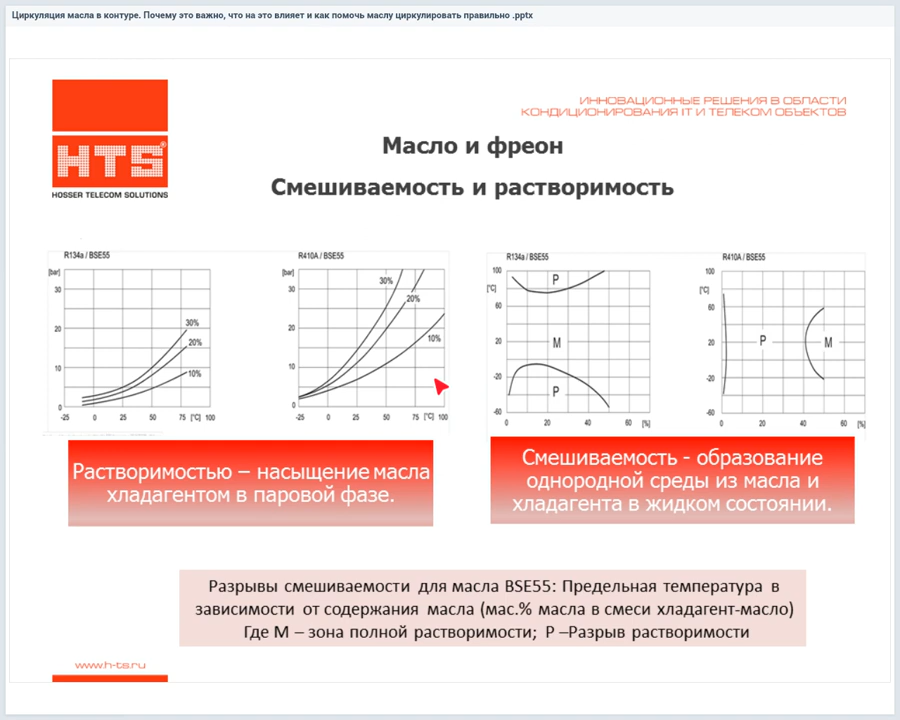 Циркуляция масла в контуре. Почему это важно, что на это влияет и как помочь маслу циркулировать правильно .pptx
ИННОВАЦИОННЫЕ РЕШЕНИЯ В ОБЛАСТИ
КОНДИЦИОНИРОВАНИЯ IT И ТЕЛЕКОМ ОБЪЕКТОВ
HTS®
HOSSER TELECOM SOLUTIONS
Масло и фреон
Смешиваемость и растворимость
R134a / BSE55
[bar]
30
20
10
0
30%
20%
10%
-25 0 25 50 75 [°C] 100
R410A / BSE55
[bar]
30
20
10
0
30%
20%
10%
-25 0 25 50 75 [°C] 100
R134a / BSE55
100
[°C]
60
20
-20
-60
P
M
P
0 20 40 60 [%]
R410A / BSE55
100
[°C]
60
20
-20
-60
P
M
0 20 40 60 [%]
Растворимостью – насыщение масла
хладагентом в паровой фазе.
Смешиваемость - образование
однородной среды из масла и
хладагента в жидком состоянии.
Разрывы смешиваемости для масла BSE55: Предельная температура в
зависимости от содержания масла (мас.% масла в смеси хладагент-масло)
Где М – зона полной растворимости; Р –Разрыв растворимости
www.h-ts.ru